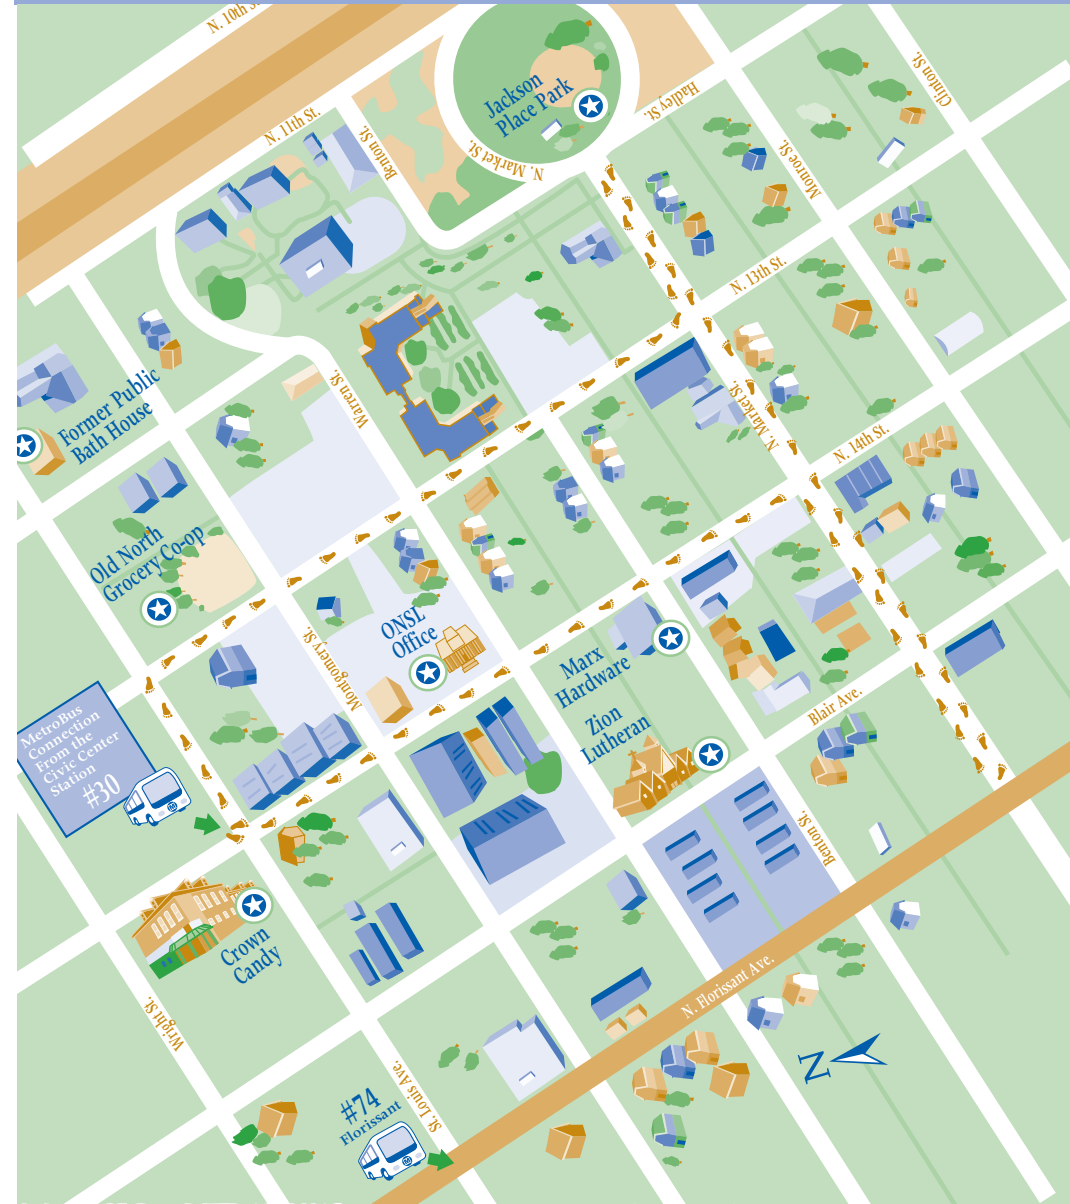 N. 10th St.
N. 11th St.
Benton St.
Jackson
Place Park
N. Market St.
Hadley St.
Clinton St.
Monroe St.
N. 13th St.
Former Public
Bath House
Warren St.
N. Market St.
N. 14th St.
Old North
Grocery Co-op
ONSL
Office
Montgomery St.
Marx
Hardware
Zion
Lutheran
Blair Ave.
MetroBus
Connection
From the
Civic Center
Station
#30
Benton St.
Crown
Candy
Wright St.
N. Florissant Ave.
N
St. Louis Ave.
#74
Florissant